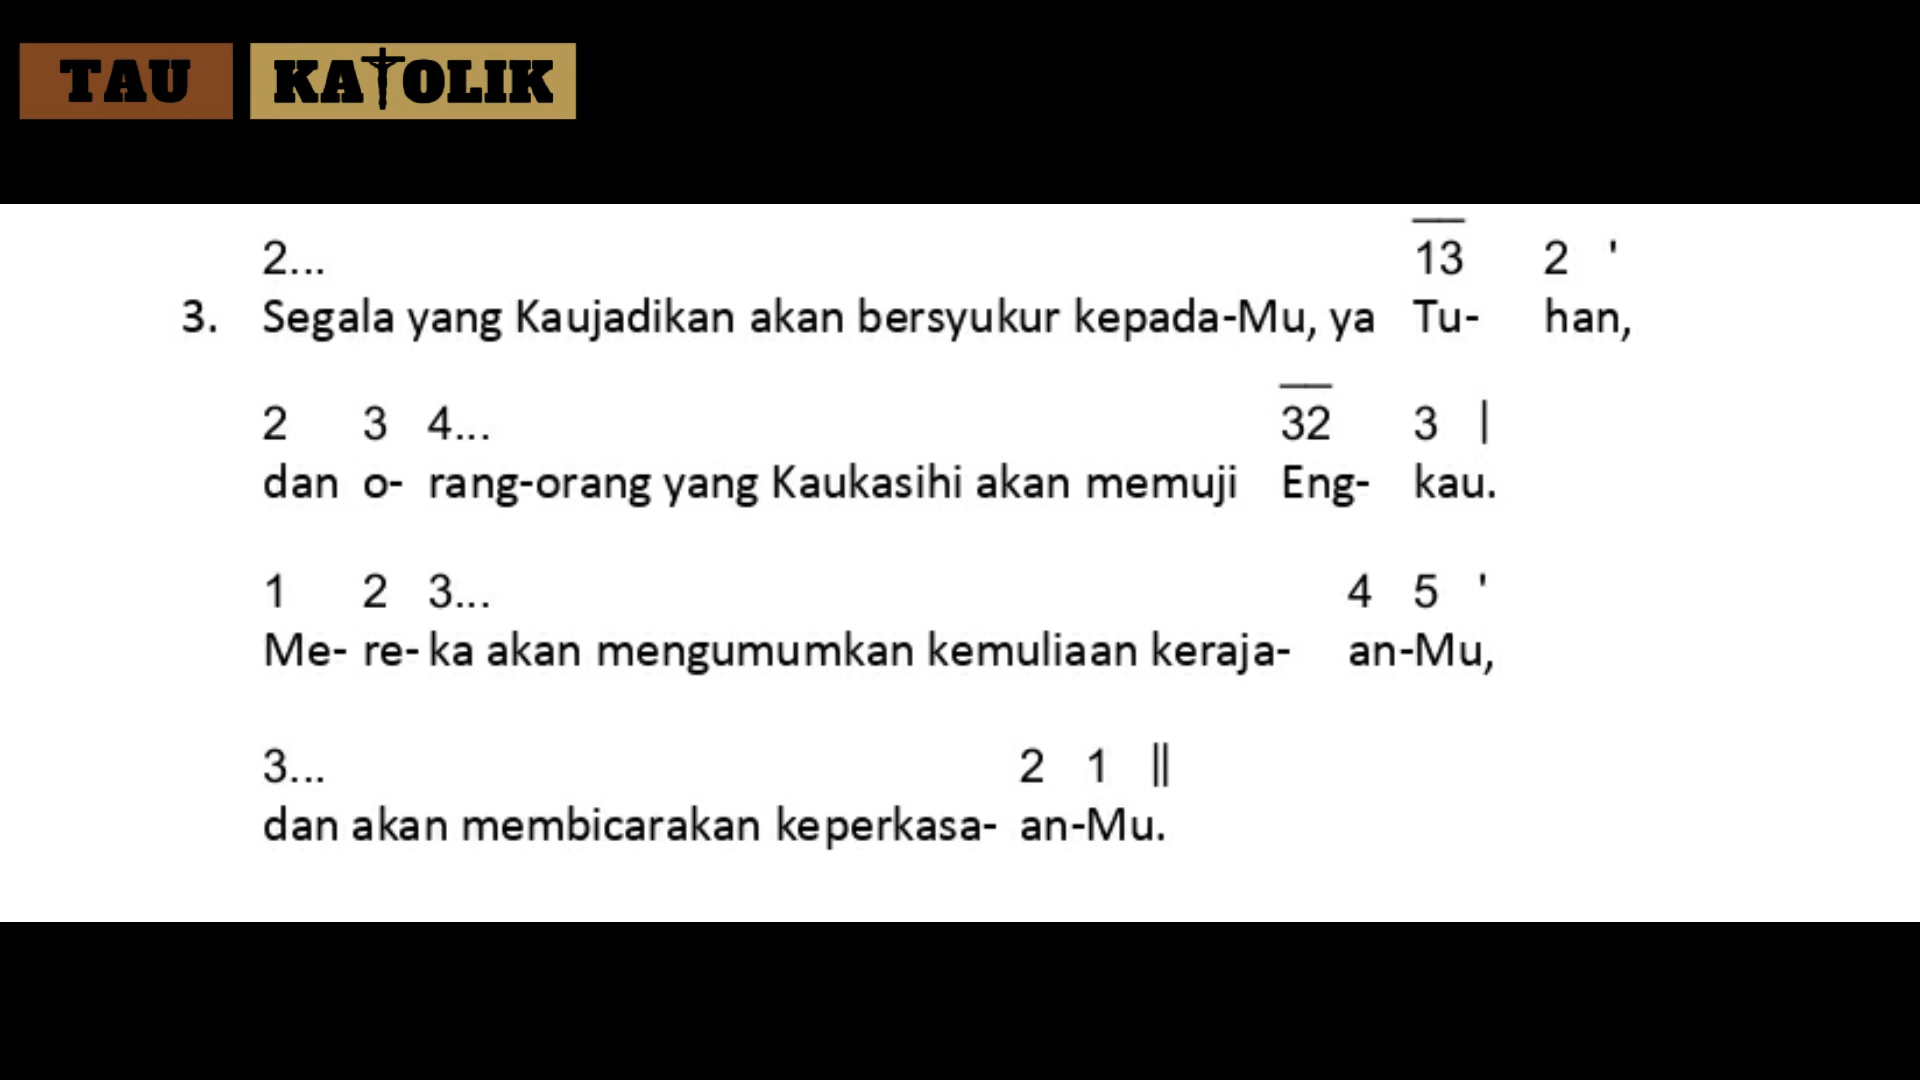 TAU KATOLIK
2... 13 2 '
3. Segala yang Kaujadikan akan bersyukur kepada-Mu, ya Tu- han,
2 3 4... 32 3 |
dan o- rang-orang yang Kaukasihi akan memuji Eng- kau.
1 2 3... 4 5 '
Me- re- ka akan mengumumkan kemuliaan keraja- an-Mu,
3... 2 1 ||
dan akan membicarakan keperkasa- an-Mu.